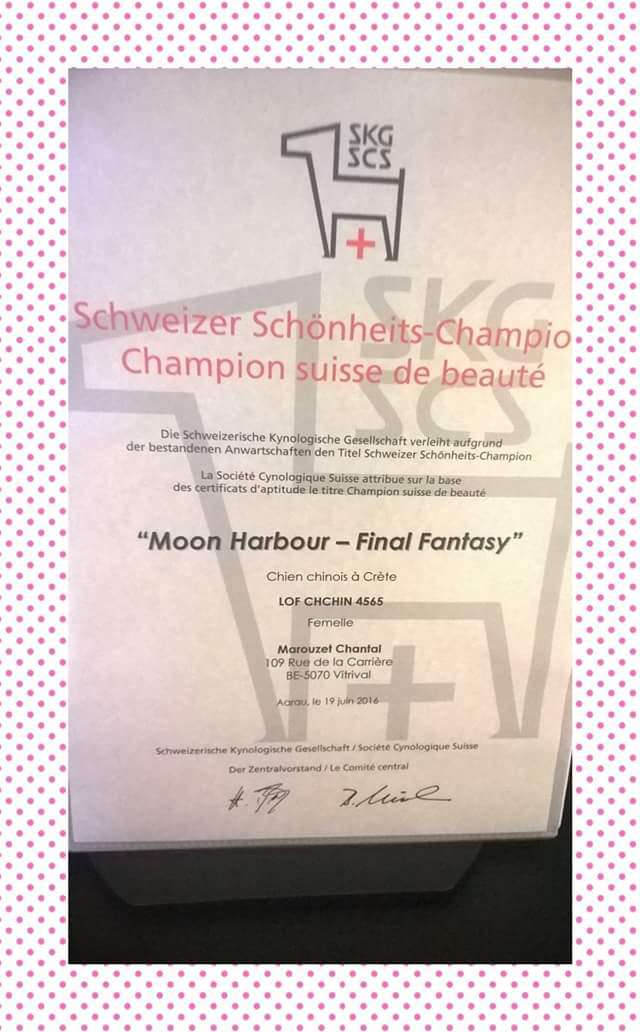 SKG
SCS
SKG
SCS
Schweizer Schönheits-Champio
Champion suisse de beauté
Die Schweizerische Kynologische Gesellschaft verleiht aufgrund
der bestandenen Anwartschaften den Titel Schweizer Schönheits-Champion
La Société Cynologique Suisse attribue sur la base
des certificats d'aptitude le titre Champion suisse de beauté
“Moon Harbour – Final Fantasy”
Chien chinois à Crète
LOF CHCHIN 4565
Femelle
Marouzet Chantal
109 Rue de la Carrière
BE-5070 Vitrival
Aarau, le 19 juin 2016
Schweizerische Kynologische Gesellschaft / Société Cynologique Suisse
Der Zentralvorstand / Le Comité central